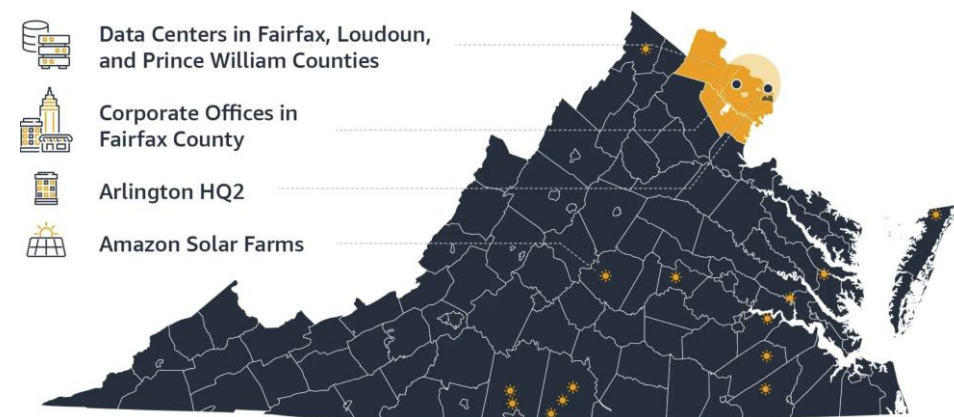 Data Centers in Fairfax, Loudoun,
and Prince William Counties
Corporate Offices in
Fairfax County
Arlington HQ2
Amazon Solar Farms